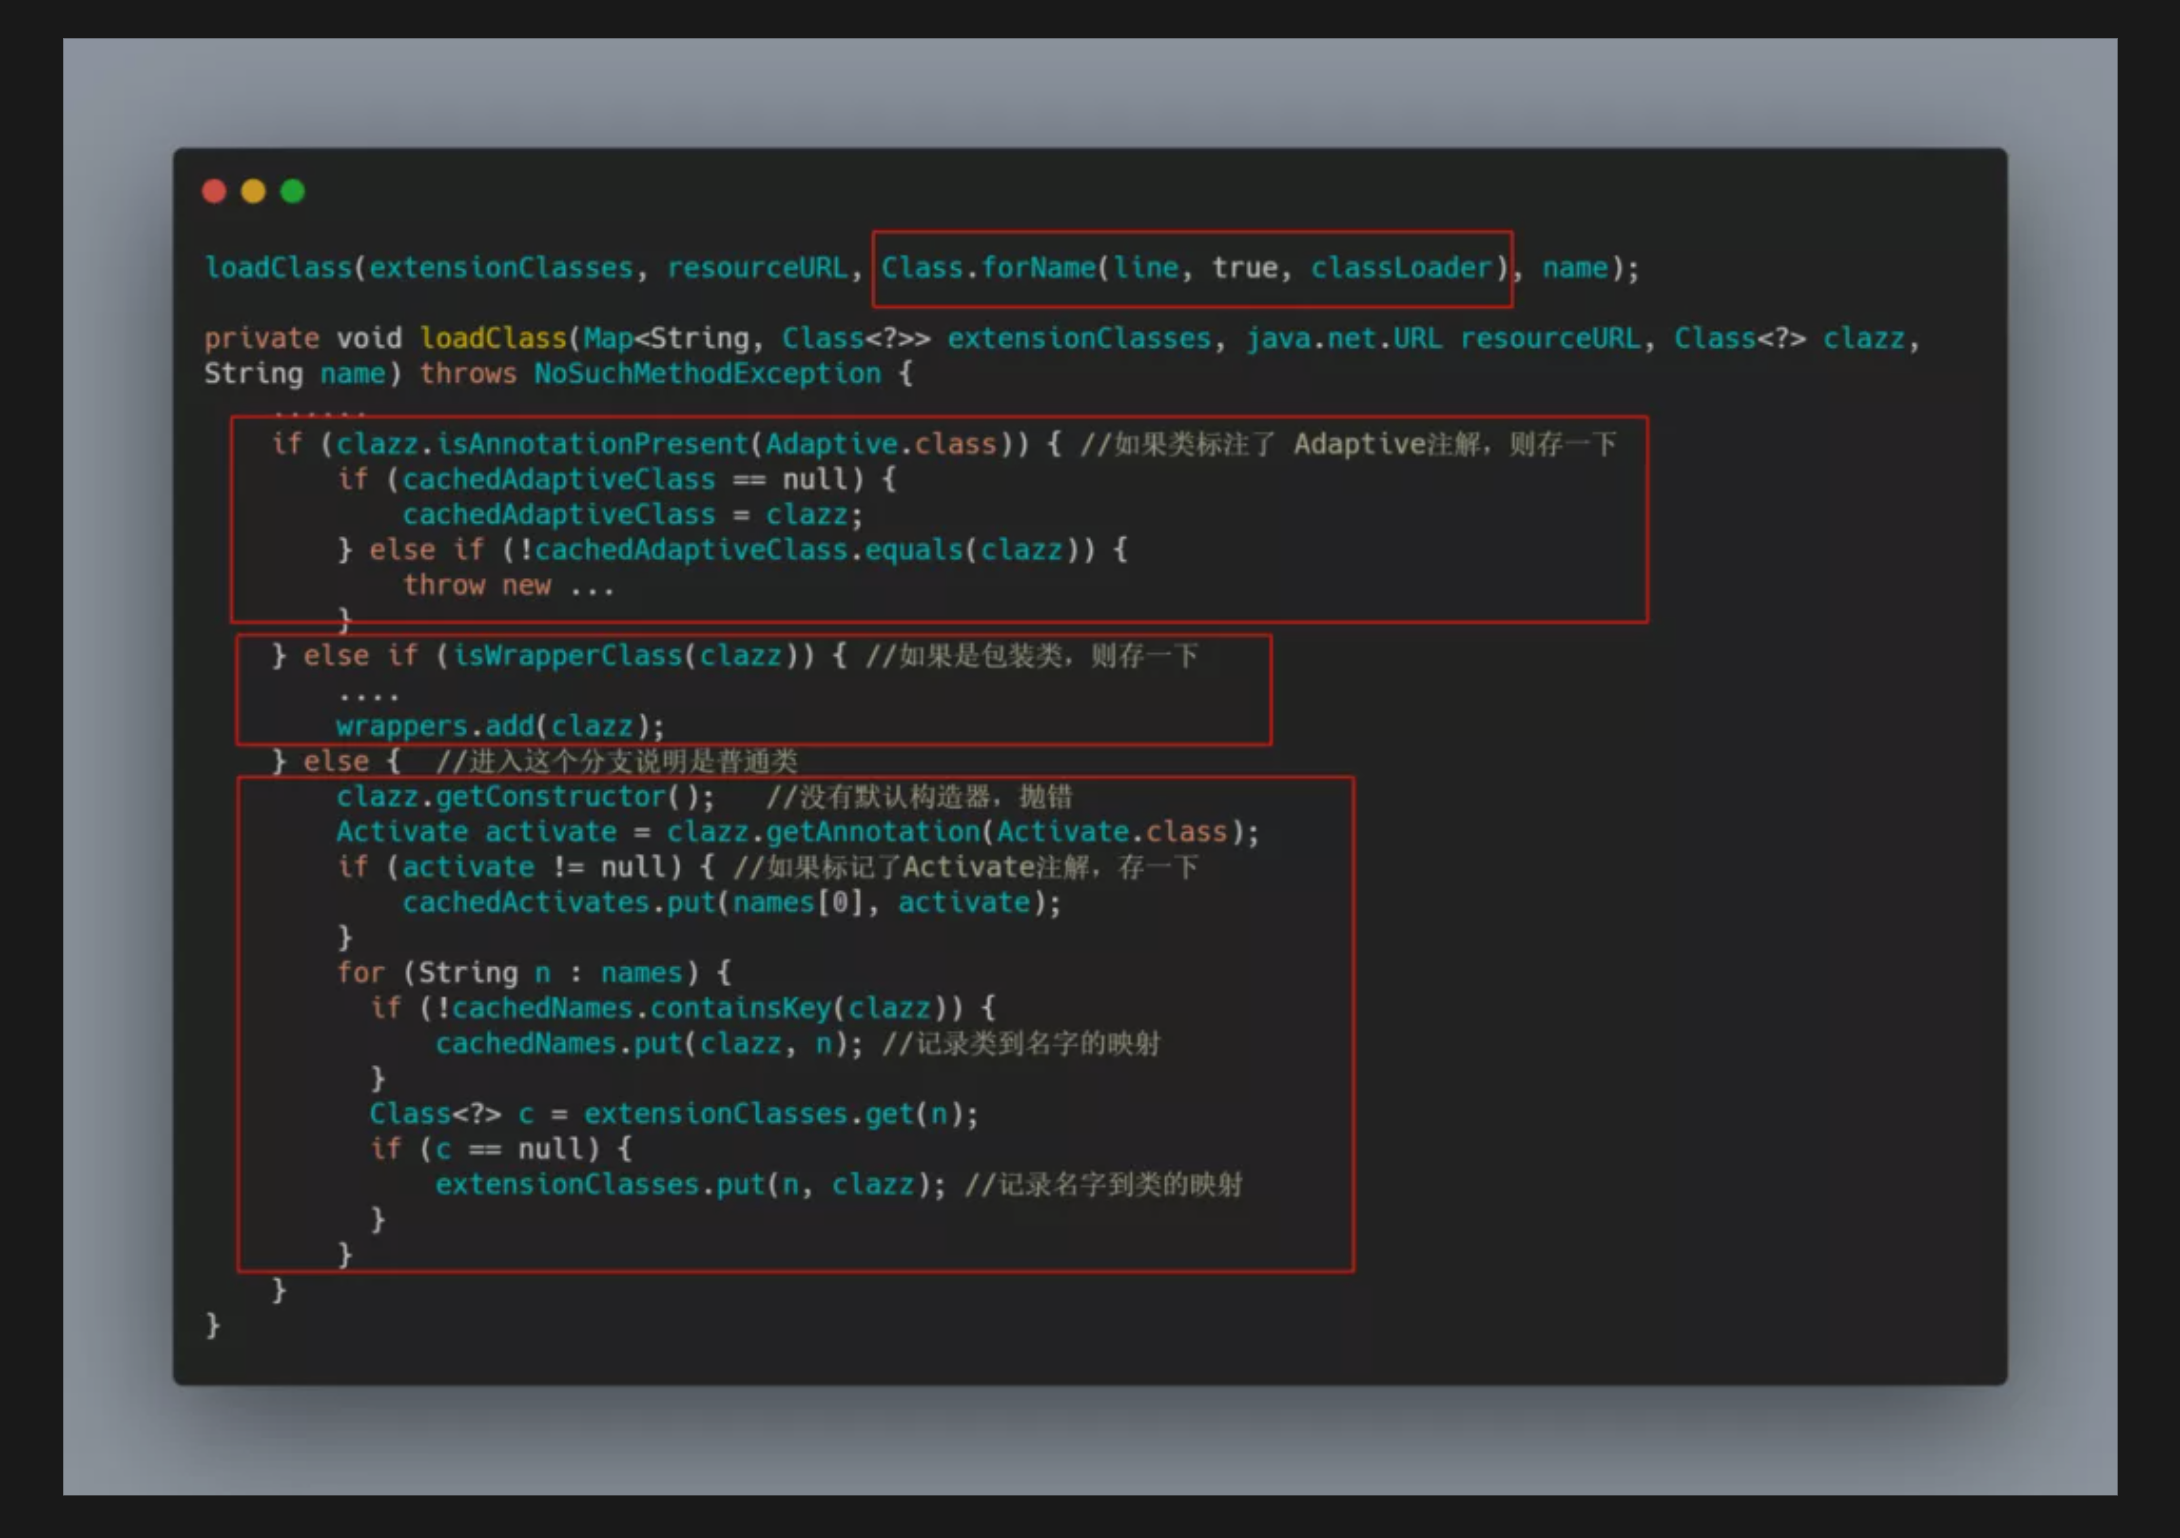 loadClass(extensionClasses, resourceURL, Class.forName(line, true, classLoader), name);
private void loadClass(Map<String, Class<?>> extensionClasses, java.net.URL resourceURL, Class<?> clazz,
String name) throws NoSuchMethodException {
......
if (clazz.isAnnotationPresent(Adaptive.class)) { //如果类标注了 Adaptive注解，则存一下
if (cachedAdaptiveClass == null) {
cachedAdaptiveClass = clazz;
} else if (!cachedAdaptiveClass.equals(clazz)) {
throw new ...
}
} else if (isWrapperClass(clazz)) { //如果是包装类，则存一下
....
wrappers.add(clazz);
} else {  //进入这个分支说明是普通类
clazz.getConstructor();   //没有默认构造器，抛错
Activate activate = clazz.getAnnotation(Activate.class);
if (activate != null) { //如果标记了Activate注解，存一下
cachedActivates.put(names[0], activate);
}
for (String n : names) {
if (!cachedNames.containsKey(clazz)) {
cachedNames.put(clazz, n); //记录类到名字的映射
}
Class<?> c = extensionClasses.get(n);
if (c == null) {
extensionClasses.put(n, clazz); //记录名字到类的映射
}
}
}
}